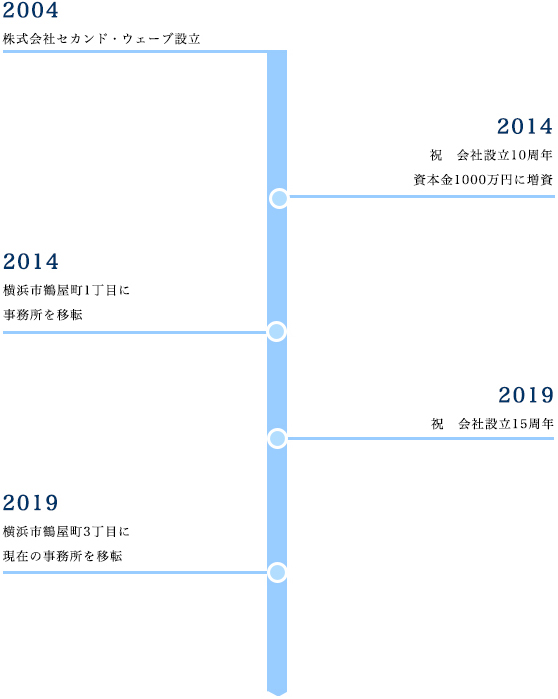 2004
株式会社セカンド・ウェーブ設立
2014
祝　会社設立10周年
資本金1000万円に増資
2014
横浜市鶴屋町1丁目に
事務所を移転
2019
祝　会社設立15周年
2019
横浜市鶴屋町3丁目に
現在の事務所を移転